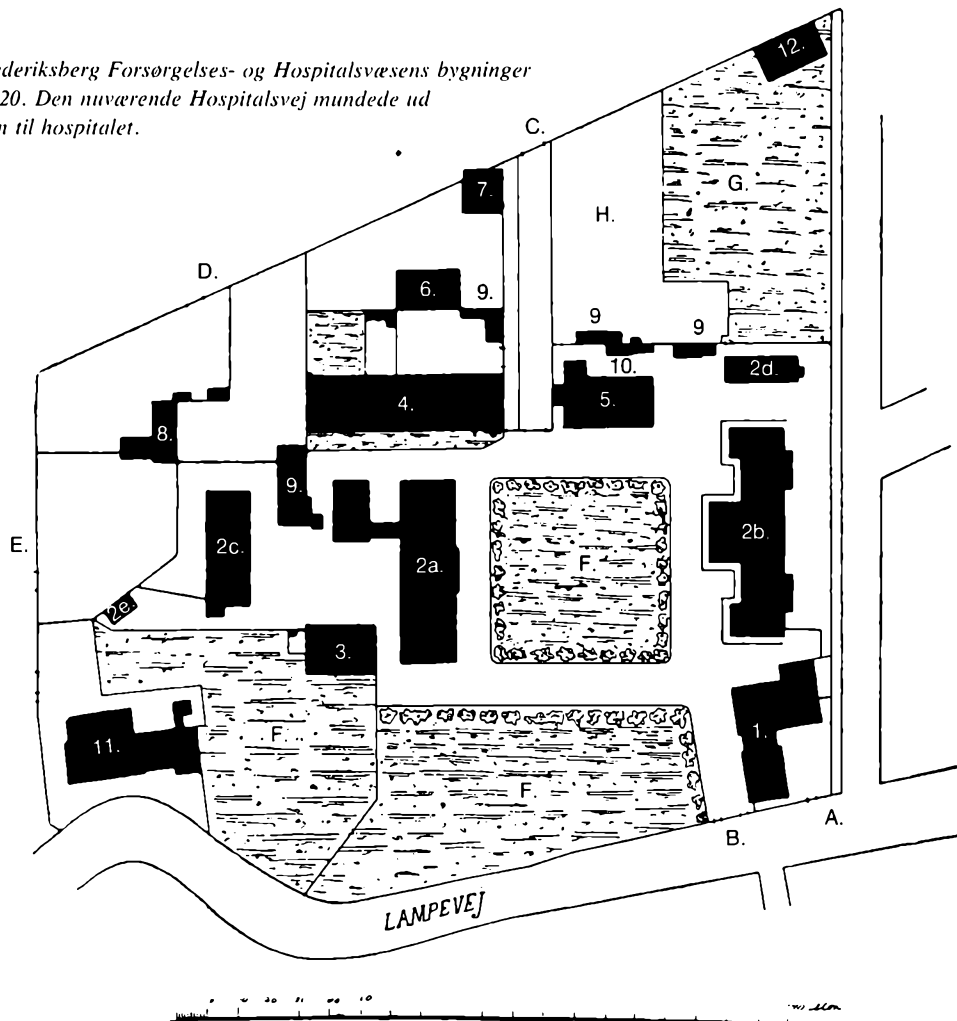 deriksberg Forsørgelses- og Hospitalsvæsens bygninger
20. Den nuværende Hospitalsvej mundede ud
n til hospitalet.
12.
C.
7.
G.
H.
D.
6.
9.
9
9
10.
2d.
4.
5.
8.
9.
E.
2c.
2a.
F.
2b.
2e.
3.
11.
F.
F.
1.
B.
A.
LAMPEVEJ